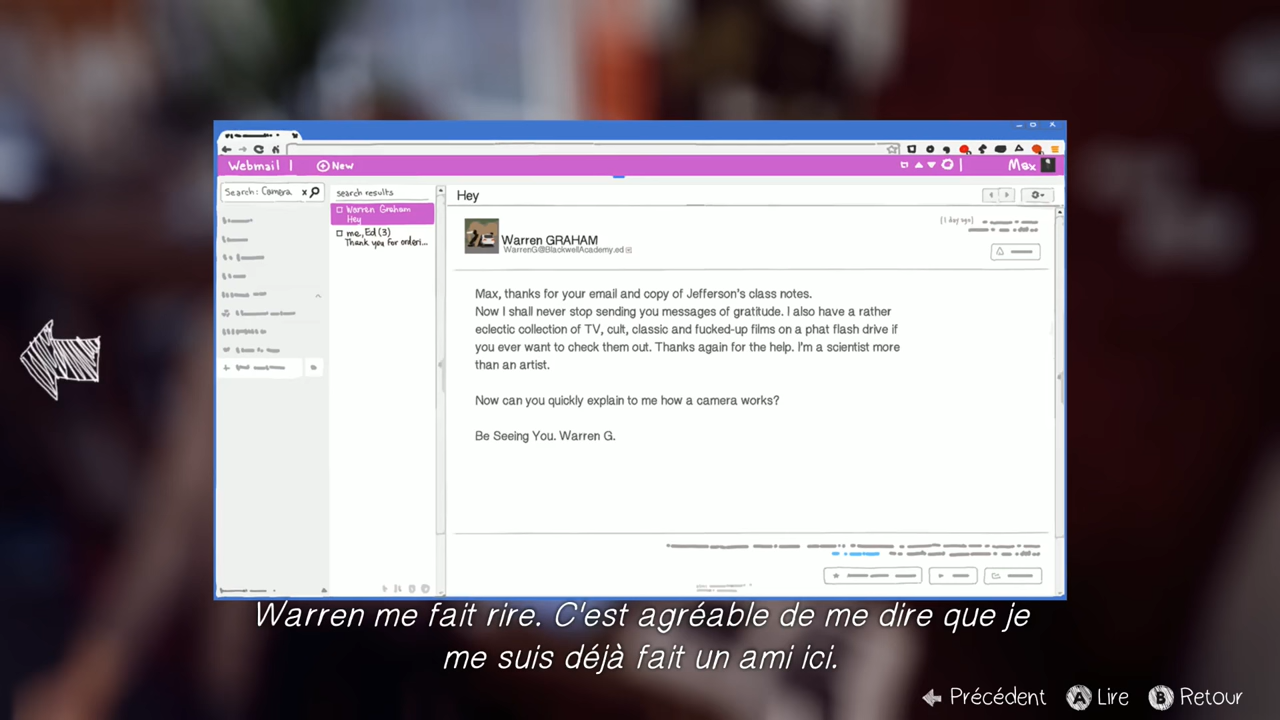 Webmail | + New
Max
Search: Camera x
search results
Warren Graham
Hey
me, Ed (3)
Thank you for orderi...
Hey
(1 day ago)
Warren GRAHAM
WarrenG@BlackwellAcademy.ed
Max, thanks for your email and copy of Jefferson's class notes.
Now I shall never stop sending you messages of gratitude. I also have a rather
eclectic collection of TV, cult, classic and fucked-up films on a phat flash drive if
you ever want to check them out. Thanks again for the help. I'm a scientist more
than an artist.
Now can you quickly explain to me how a camera works?
Be Seeing You. Warren G.
Warren me fait rire. C'est agréable de me dire que je
me suis déjà fait un ami ici.
Précédent A Lire B Retour